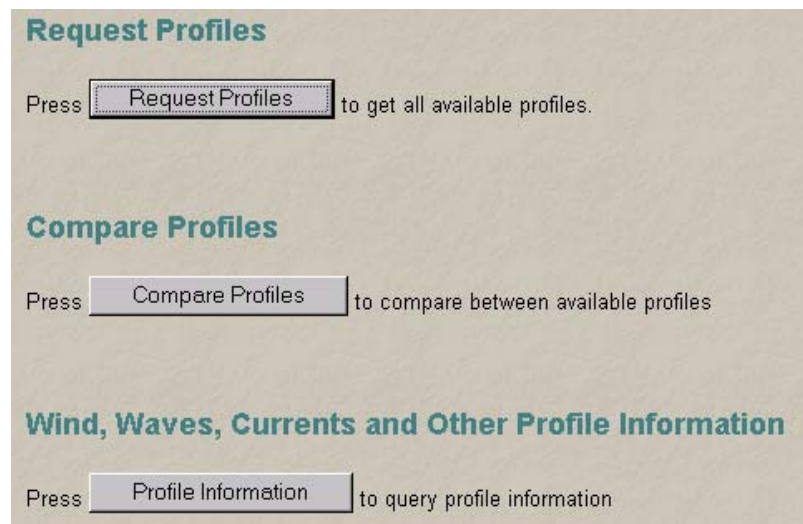 Request Profiles
Press Request Profiles to get all available profiles.
Compare Profiles
Press Compare Profiles to compare between available profiles
Wind, Waves, Currents and Other Profile Information
Press Profile Information to query profile information